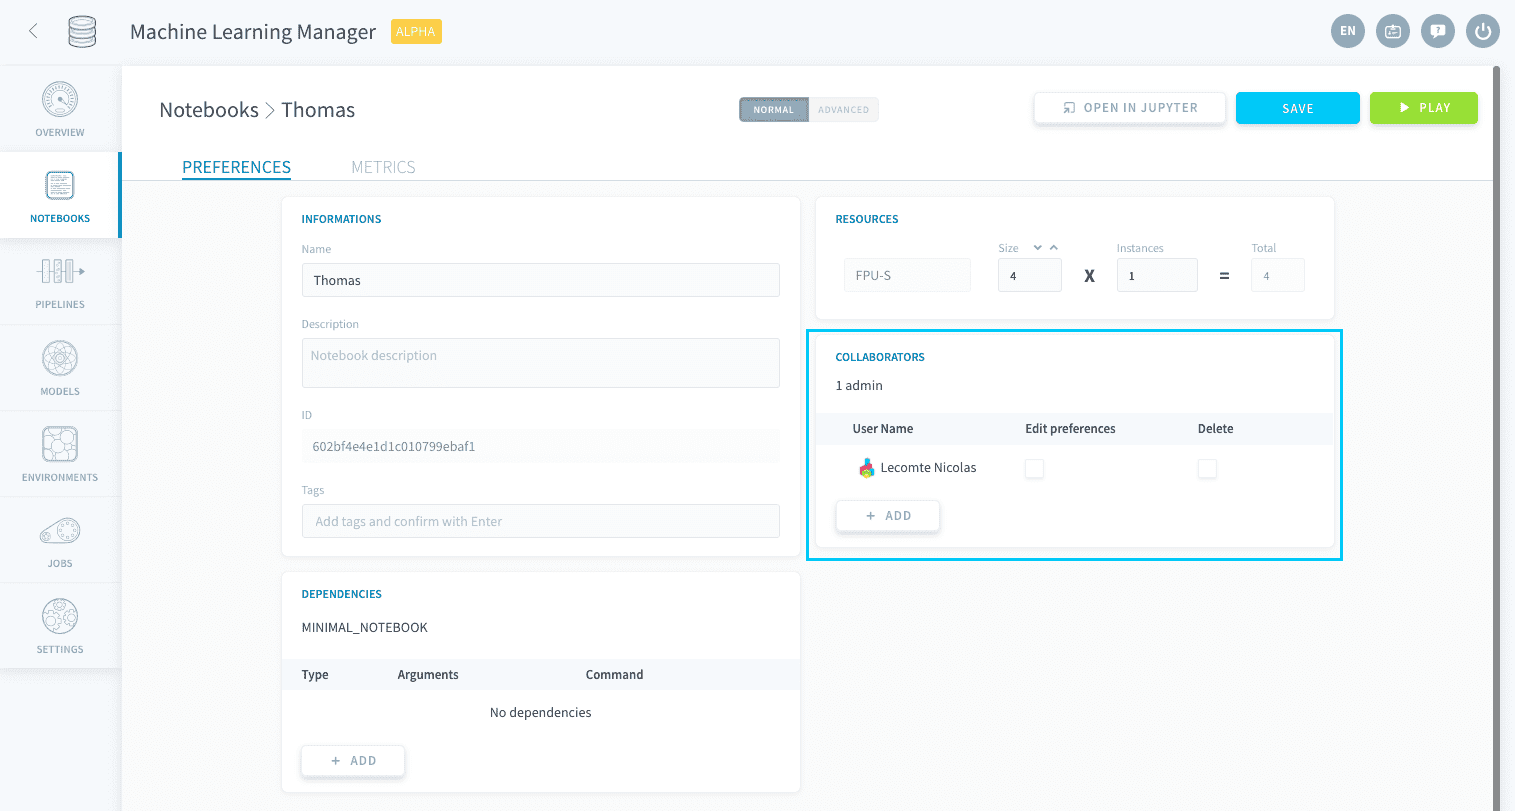 Machine Learning Manager ALPHA
EN
OVERVIEW
NOTEBOOKS
PIPELINES
MODELS
ENVIRONMENTS
JOBS
SETTINGS
Notebooks > Thomas
NORMAL ADVANCED
OPEN IN JUPYTER
SAVE
PLAY
PREFERENCES METRICS
INFORMATIONS
Name
Thomas
Description
Notebook description
ID
602bf4e4e1d1c010799ebaf1
Tags
Add tags and confirm with Enter
DEPENDENCIES
MINIMAL_NOTEBOOK
Type Arguments Command
No dependencies
+ ADD
RESOURCES
Size Instances Total
FPU-S 4 X 1 = 4
COLLABORATORS
1 admin
User Name Edit preferences Delete
Lecomte Nicolas
+ ADD